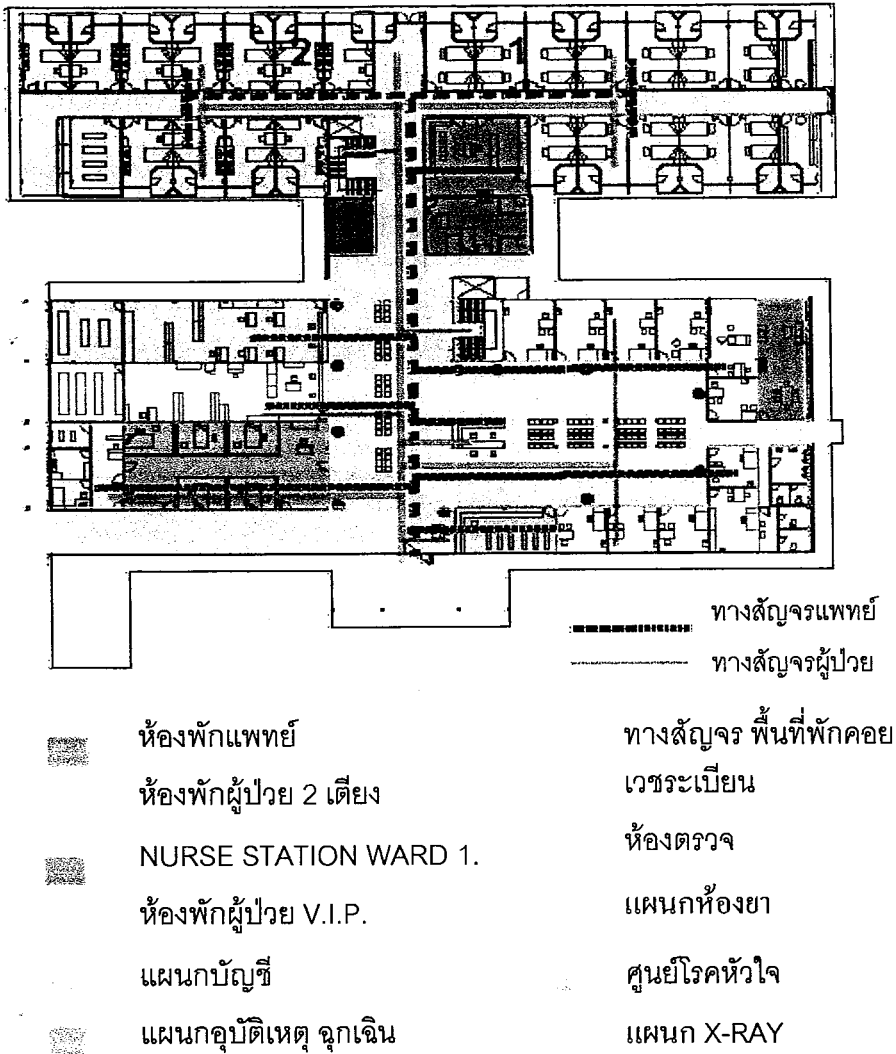 2
1
ทางสัญจรแพทย์
ทางสัญจรผู้ป่วย
ห้องพักแพทย์
ห้องพักผู้ป่วย 2 เตียง
NURSE STATION WARD 1.
ห้องพักผู้ป่วย V.I.P.
แผนกบัญชี
แผนกอุบัติเหตุ ฉุกเฉิน
ทางสัญจร พื้นที่พักคอย
เวชระเบียน
ห้องตรวจ
แผนกห้องยา
ศูนย์โรคหัวใจ
แผนก X-RAY